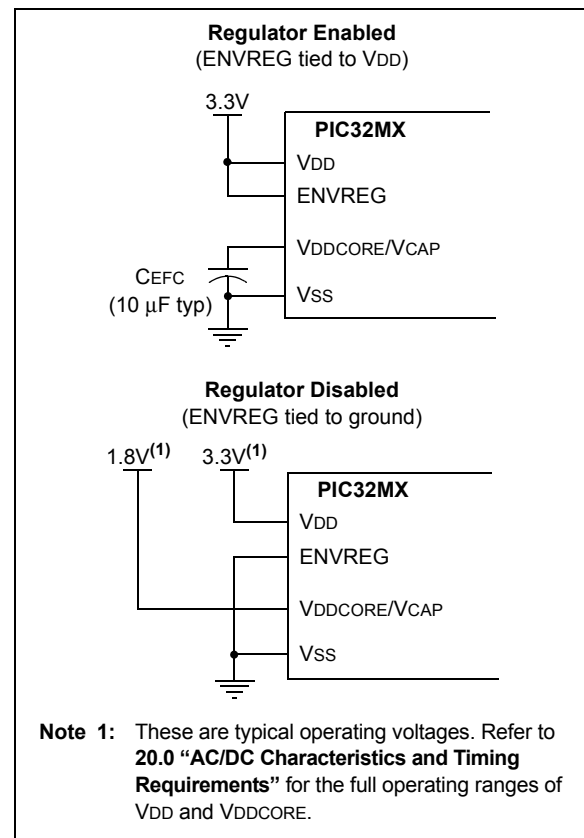 Regulator Enabled
(ENVREG tied to VDD)
3.3V
PIC32MX
VDD
ENVREG
VDDCORE/VCAP
CEFC
(10 μF typ)
VSS
Regulator Disabled
(ENVREG tied to ground)
1.8V(1) 3.3V(1)
PIC32MX
VDD
ENVREG
VDDCORE/VCAP
VSS
Note 1: These are typical operating voltages. Refer to
20.0 “AC/DC Characteristics and Timing
Requirements” for the full operating ranges of
VDD and VDDCORE.